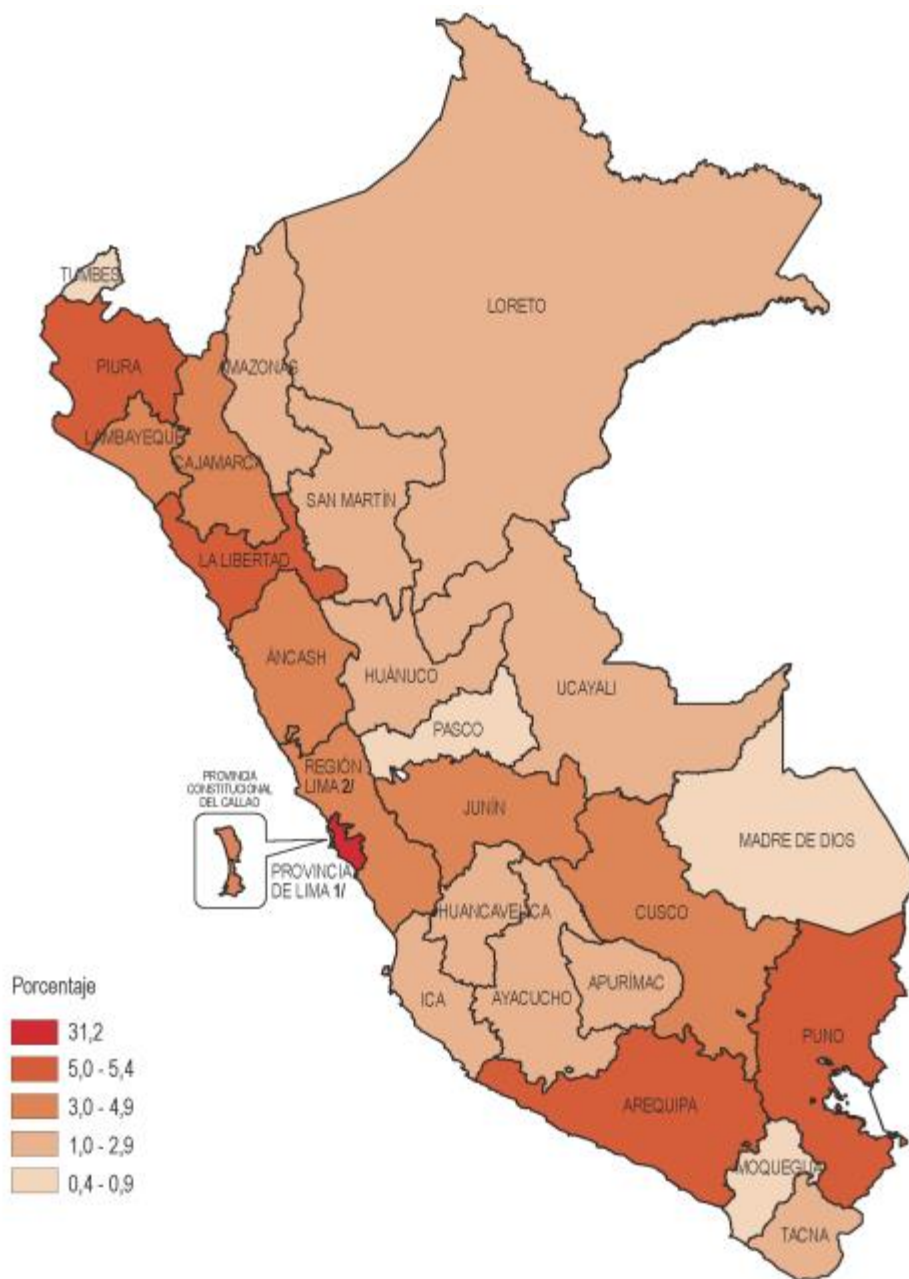 TUMBES
LORETO
PIURA
AMAZONAS
LAMBAYEQUE
CAJAMARCA
SAN MARTÍN
LA LIBERTAD
ÁNCASH
HUÁNUCO
UCAYALI
PASCO
REGIÓN
LIMA 2/
PROVINCIA
CONSTITUCIONAL
DEL CALLAO
JUNÍN
MADRE DE DIOS
PROVINCIA
DE LIMA 1/
HUANCAVELICA
CUSCO
ICA
AYACUCHO
APURÍMAC
PUNO
AREQUIPA
MOQUEGUA
TACNA
Porcentaje
31,2
5,0 - 5,4
3,0 - 4,9
1,0 - 2,9
0,4 - 0,9